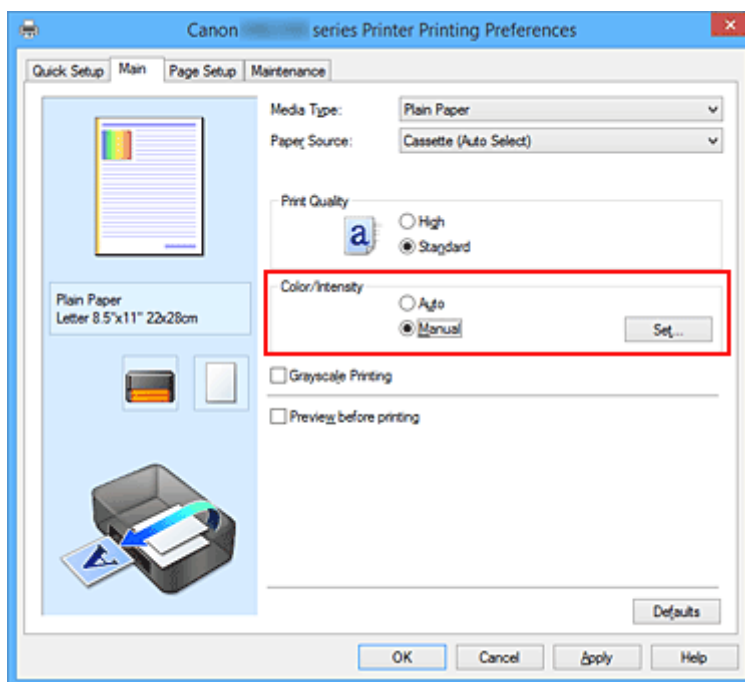 Canon series Printer Printing Preferences
Quick Setup Main Page Setup Maintenance
Media Type: Plain Paper
Paper Source: Cassette (Auto Select)
Print Quality
a
High
Standard
Color/Intensity
Auto
Manual
Set...
Plain Paper
Letter 8.5"x11" 22x28cm
Grayscale Printing
Preview before printing
A
Defaults
OK Cancel Apply Help